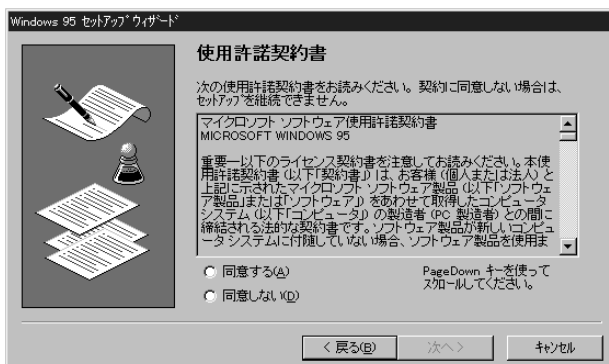 Windows 95 ｾｯﾄｱｯﾌﾟ ｳｨｻﾞｰﾄﾞ
使用許諾契約書
次の使用許諾契約書をお読みください。契約に同意しない場合は、
ｾｯﾄｱｯﾌﾟを継続できません。
マイクロソフト ソフトウェア使用許諾契約書
MICROSOFT WINDOWS 95
重要－以下のライセンス契約書を注意してお読みください。本使
用許諾契約書 (以下｢契約書｣) は、お客様 (個人または法人) と
上記に示されたマイクロソフト ソフトウェア製品 (以下｢ソフトウェ
ア製品｣または｢ソフトウェア｣) をあわせて取得したコンピュータ
システム (以下｢コンピュータ｣) の製造者 (PC 製造者) との間に
締結される法的な契約書です。ソフトウェア製品が新しいコンピュ
ータ システムに付随していない場合、ソフトウェア製品を使用ま
同意する(A)
同意しない(D)
PageDown キーを使って
ｽｸﾛｰﾙしてください。
< 戻る(B)
次へ >
ｷｬﾝｾﾙ